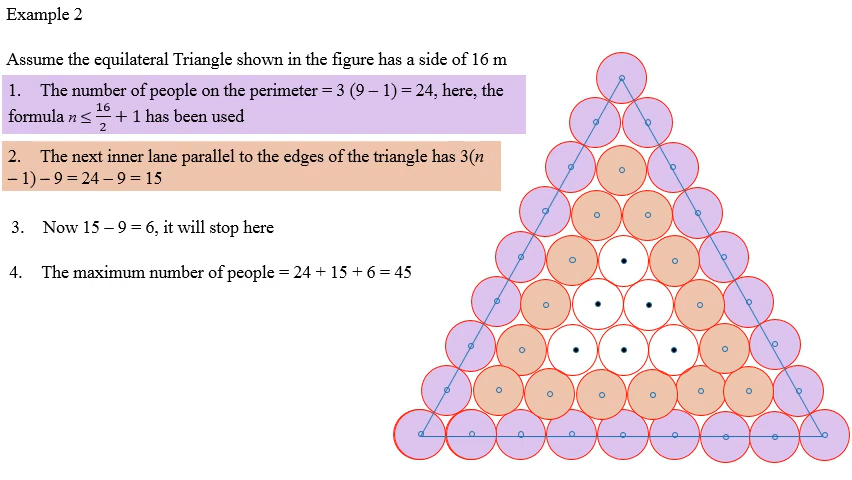 Example 2
Assume the equilateral Triangle shown in the figure has a side of 16 m
1. The number of people on the perimeter = 3 (9 – 1) = 24, here, the
formula n ≤ 16/2 + 1 has been used
2. The next inner lane parallel to the edges of the triangle has 3(n
– 1) – 9 = 24 – 9 = 15
3. Now 15 – 9 = 6, it will stop here
4. The maximum number of people = 24 + 15 + 6 = 45